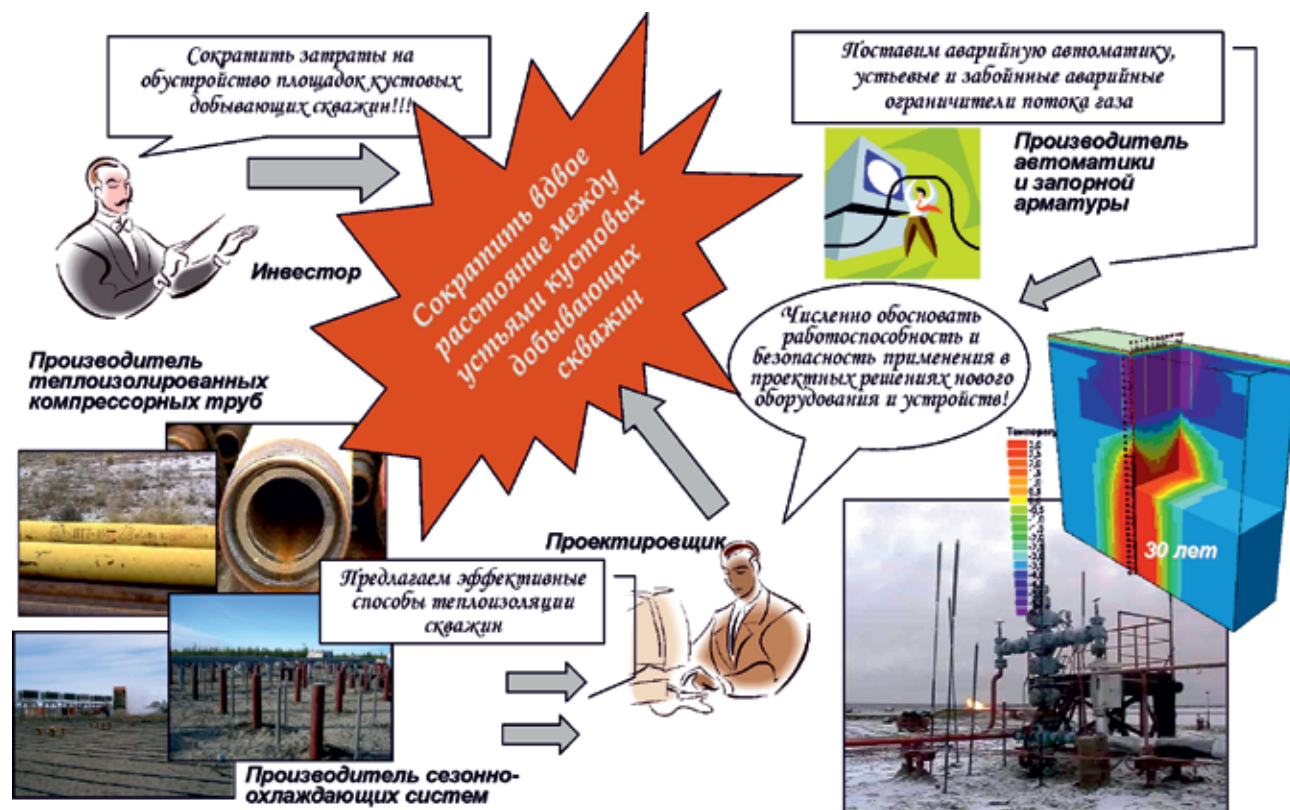 Сократить затраты на
обустройство площадок кустовых
добывающих скважин!!!
Поставим аварийную автоматику,
устьевые и забойные аварийные
ограничители потока газа
Производитель
автоматики
и запорной
арматуры
Инвестор
Сократить вдвое
расстояние между
устьями кустовых
добывающих
скважин
Численно обосновать
работоспособность и
безопасность применения в
проектных решениях нового
оборудования и устройств!
Производитель
теплоизолированных
компрессорных труб
30 лет
Проектировщик
Предлагаем эффективные
способы теплоизоляции
скважин
Производитель сезонно-
охлаждающих систем